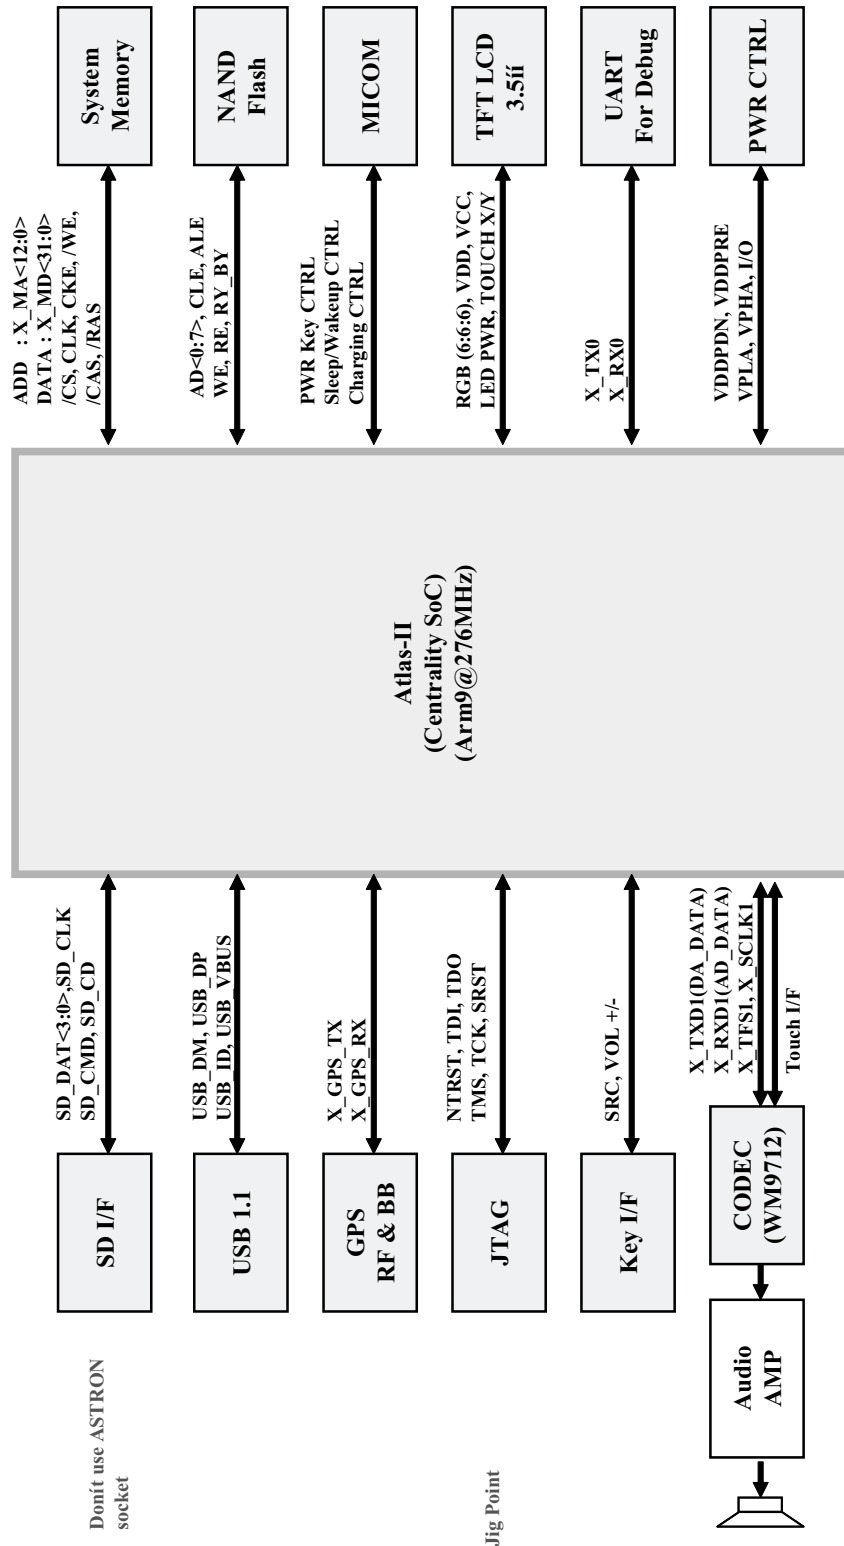 Donít use ASTRON
socket
SD I/F
SD_DAT<3:0>,SD_CLK
SD_CMD, SD_CD
USB 1.1
USB_DM, USB_DP
USB_ID, USB_VBUS
GPS
RF & BB
X_GPS_TX
X_GPS_RX
Jig Point
JTAG
NTRST, TDI, TDO
TMS, TCK, SRST
Key I/F
SRC, VOL +/-
Audio
AMP
CODEC
(WM9712)
X_TXD1(DA_DATA)
X_RXD1(AD_DATA)
X_TFS1, X_SCLK1
Touch I/F
Atlas-II
(Centrality SoC)
(Arm9@276MHz)
ADD : X_MA<12:0>
DATA : X_MD<31:0>
/CS, CLK, CKE, /WE,
/CAS, /RAS
System
Memory
AD<0:7>, CLE, ALE
WE, RE, RY_BY
NAND
Flash
PWR Key CTRL
Sleep/Wakeup CTRL
Charging CTRL
MICOM
RGB (6:6:6), VDD, VCC,
LED PWR, TOUCH X/Y
TFT LCD
3.5íí
X_TX0
X_RX0
UART
For Debug
VDDPDN, VDDPRE
VPLA, VPHA, I/O
PWR CTRL